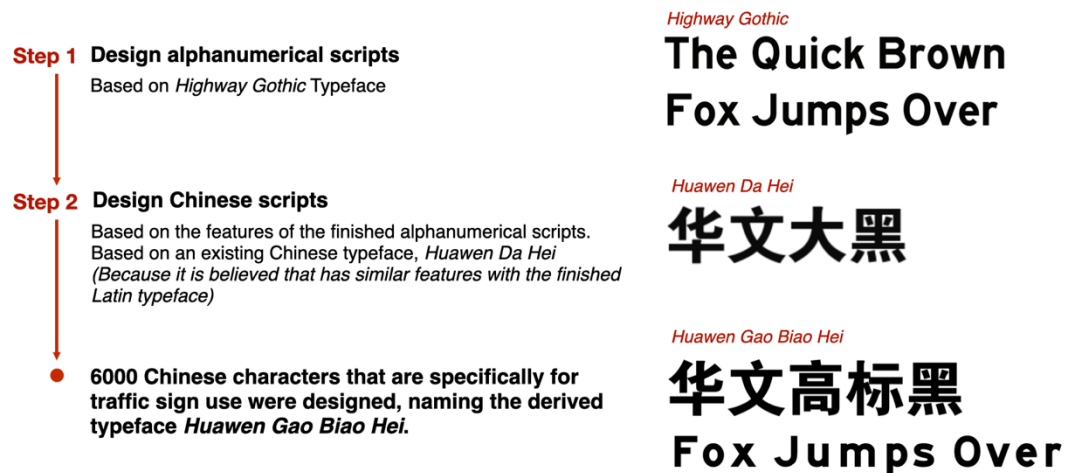 Step 1 Design alphanumerical scripts
Based on Highway Gothic Typeface
Highway Gothic
The Quick Brown
Fox Jumps Over
Step 2 Design Chinese scripts
Based on the features of the finished alphanumerical scripts.
Based on an existing Chinese typeface, Huawen Da Hei
(Because it is believed that has similar features with the finished
Latin typeface)
Huawen Da Hei
华文大黑
6000 Chinese characters that are specifically for
traffic sign use were designed, naming the derived
typeface Huawen Gao Biao Hei.
Huawen Gao Biao Hei
华文高标黑
Fox Jumps Over